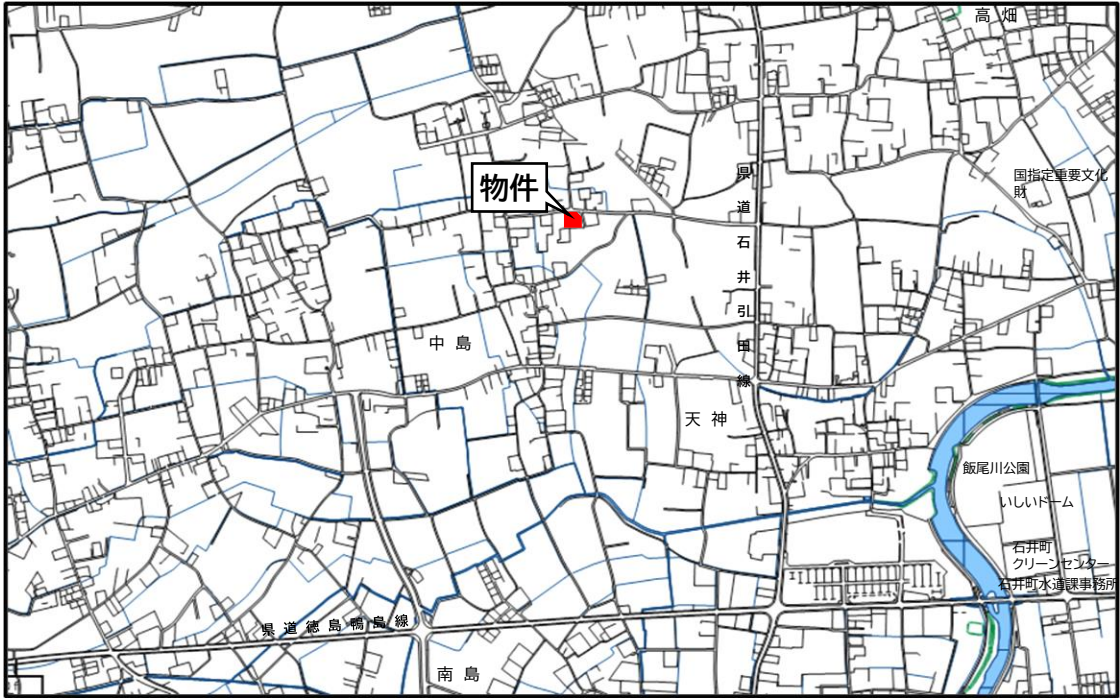 高畑
国指定重要文化
財
物件
県道石井引田線
中島
天神
飯尾川公園
いしいドーム
石井町
クリーンセンター
石井町水道課事務所
県道徳島鴨島線
南島